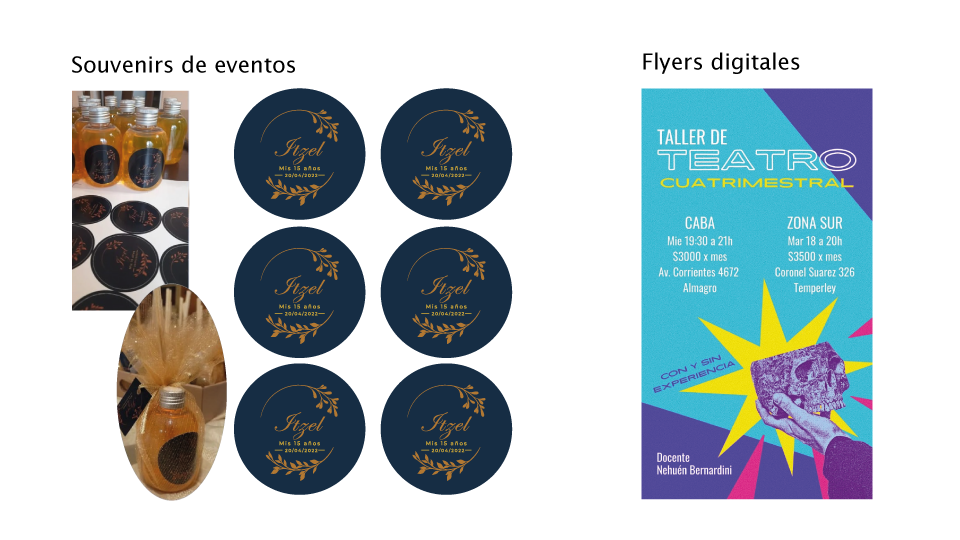 Souvenirs de eventos
Itzel
Mis 15 años
20/04/2022
Itzel
Mis 15 años
20/04/2022
Itzel
Mis 15 años
20/04/2022
Itzel
Mis 15 años
20/04/2022
Itzel
Mis 15 años
20/04/2022
Itzel
Mis 15 años
20/04/2022
Flyers digitales
TALLER DE
TEATRO
CUATRIMESTRAL
CABA
Mie 19:30 a 21h
$3000 x mes
Av. Corrientes 4672
Almagro
ZONA SUR
Mar 18 a 20h
$3500 x mes
Coronel Suarez 326
Temperley
CON Y SIN
EXPERIENCIA
Docente
Nehuén Bernardini